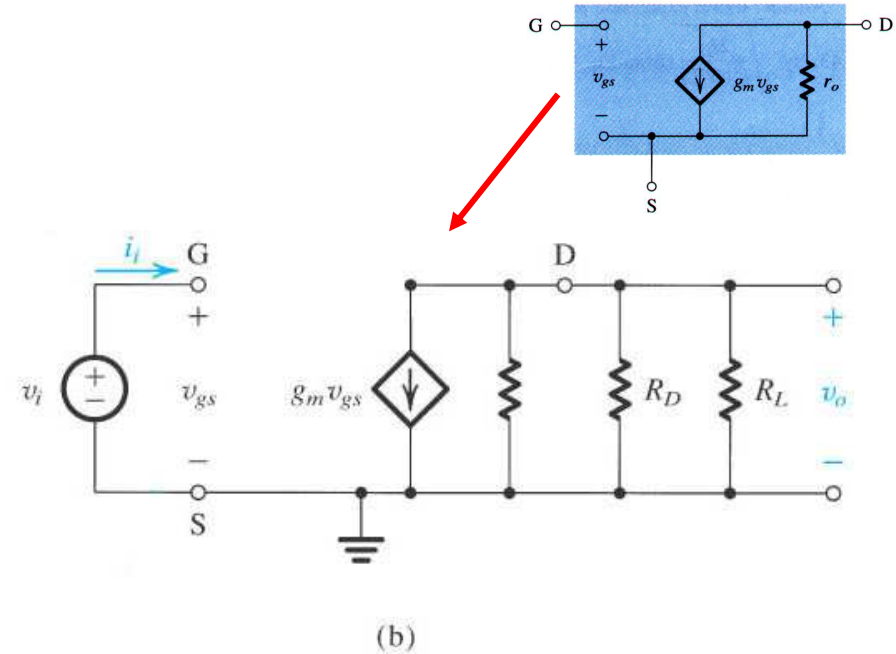 G
D
+
v_gs
g_m v_gs
r_o
−
S
i_i
G
D
+
+
+
−
v_i
v_gs
g_m v_gs
R_D
R_L
v_o
−
−
S
(b)